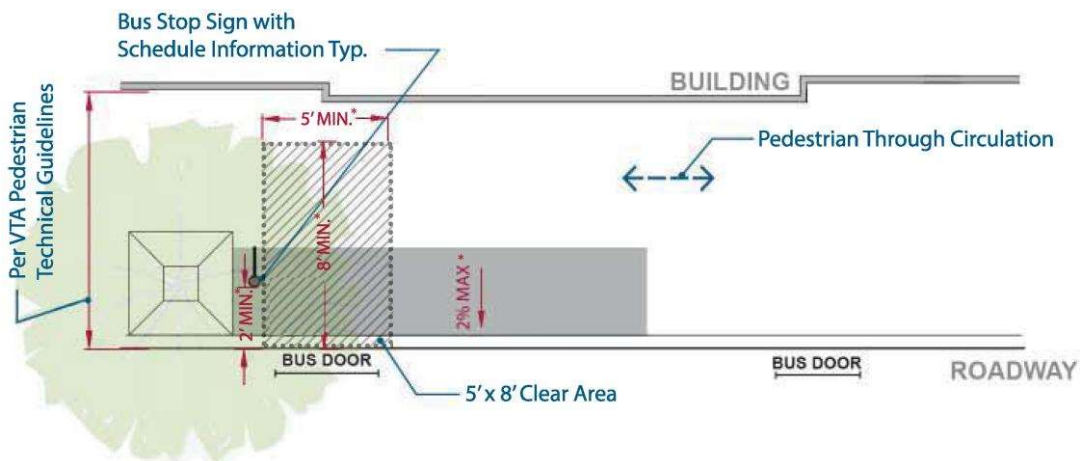 Bus Stop Sign with
Schedule Information Typ.
BUILDING
5' MIN.*
Pedestrian Through Circulation
Per VTA Pedestrian
Technical Guidelines
8' MIN.*
2' MIN.*
2% MAX *
BUS DOOR
BUS DOOR
ROADWAY
5' x 8' Clear Area